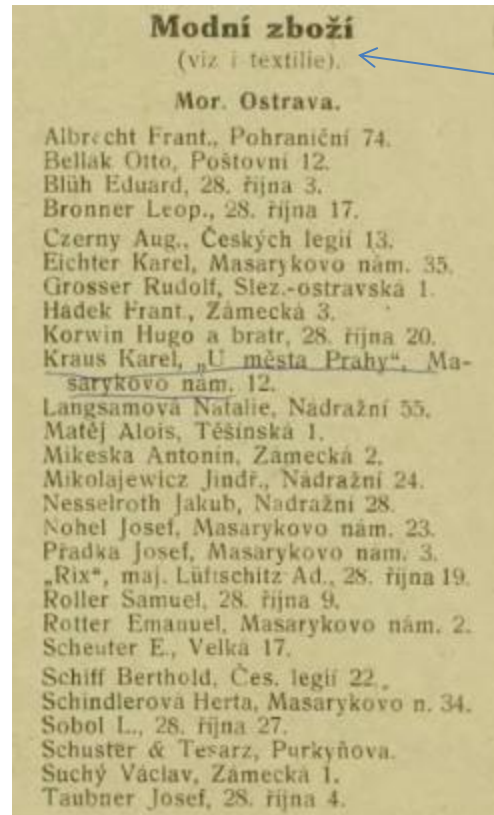 Modní zboží
(viz i textilie).
Mor. Ostrava.
Albrecht Frant., Pohraniční 74.
Bellak Otto, Poštovní 12.
Blüh Eduard, 28. října 3.
Bronner Leop., 28. října 17.
Czerny Aug., Českých legií 13.
Eichter Karel, Masarykovo nám. 35.
Grosser Rudolf, Slez.-ostravská 1.
Hádek Frant., Zámecká 3.
Korwin Hugo a bratr, 28. října 20.
Kraus Karel, „U města Prahy“, Ma-
sarykovo nám. 12.
Langsamová Natalie, Nádražní 55.
Matěj Alois, Těšínská 1.
Mikeska Antonín, Zámecká 2.
Mikolajewicz Jindř., Nádražní 24.
Nesselroth Jakub, Nadražní 28.
Nohel Josef, Masarykovo nám. 23.
Přadka Josef, Masarykovo nám. 3.
„Rix“, maj. Lüftschitz Ad., 28. října 19.
Roller Samuel, 28. října 9.
Rotter Emanuel, Masarykovo nám. 2.
Scheuter E., Velká 17.
Schiff Berthold, Čes. legií 22.
Schindlerová Herta, Masarykovo n. 34.
Sobol L., 28. října 27.
Schuster & Tesarz, Purkyňova.
Suchý Václav, Zámecká 1.
Taubner Josef, 28. října 4.